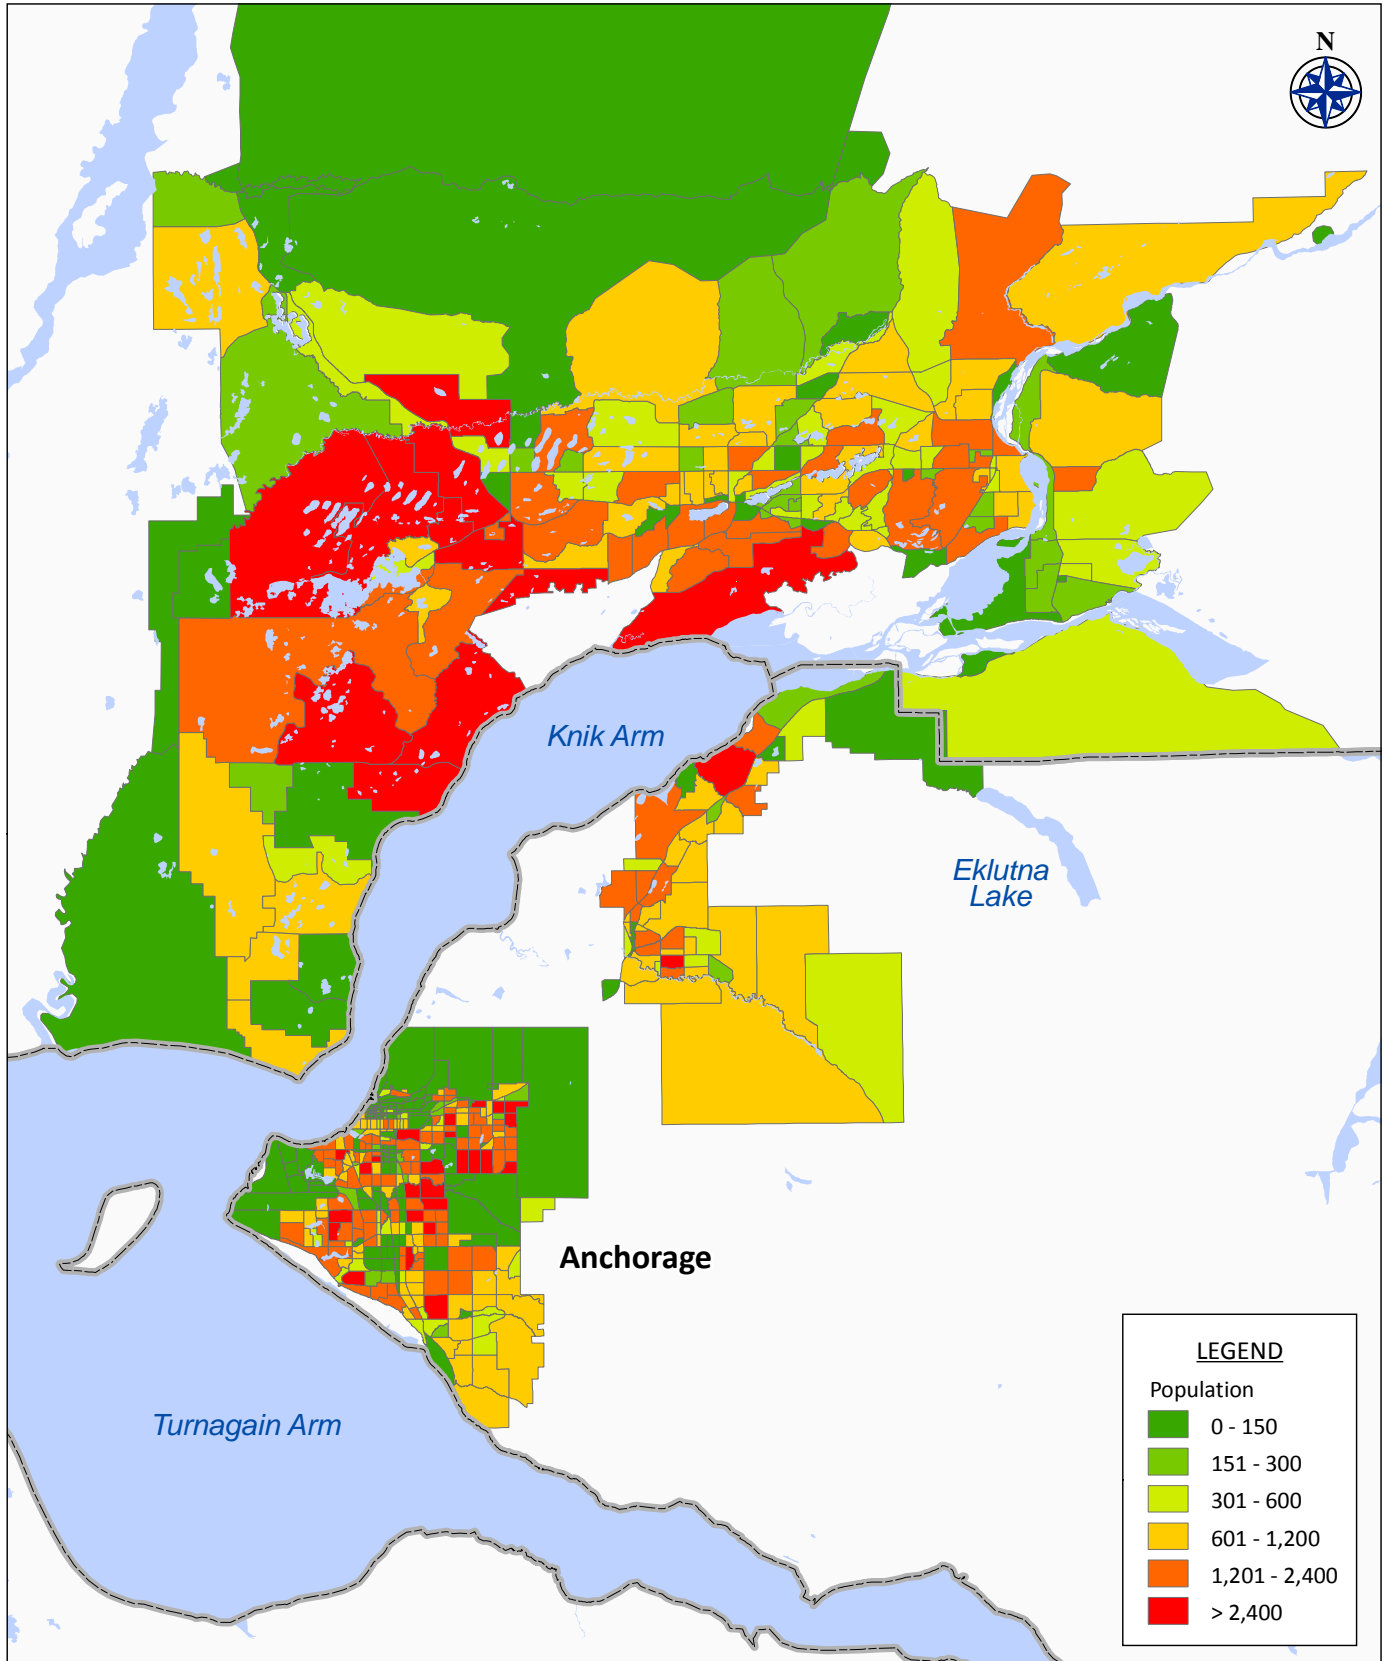 N
Knik Arm
Eklutna
Lake
Anchorage
Turnagain Arm
LEGEND
Population
0 - 150
151 - 300
301 - 600
601 - 1,200
1,201 - 2,400
> 2,400